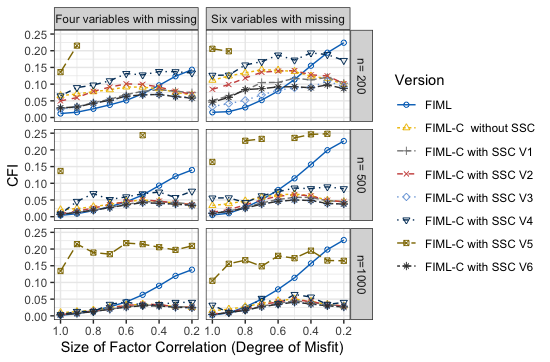 Four variables with missing Six variables with missing
0.25
0.20
0.15
0.10
0.05
0.00
n= 200
0.25
0.20
0.15
0.10
0.05
0.00
n= 500
0.25
0.20
0.15
0.10
0.05
0.00
n=1000
CFI
1.0 0.8 0.6 0.4 0.2 1.0 0.8 0.6 0.4 0.2
Size of Factor Correlation (Degree of Misfit)
Version
FIML
FIML-C without SSC
FIML-C with SSC V1
FIML-C with SSC V2
FIML-C with SSC V3
FIML-C with SSC V4
FIML-C with SSC V5
FIML-C with SSC V6